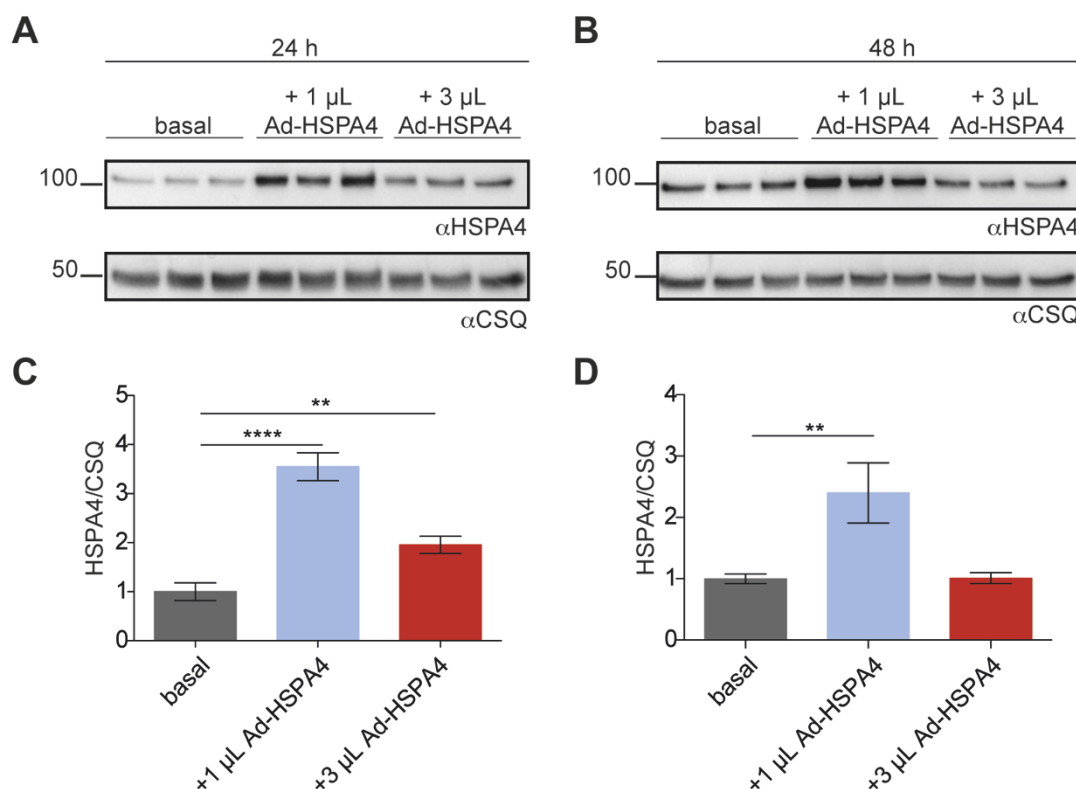 A
24 h
+ 1 µL
+ 3 µL
basal
Ad-HSPA4
Ad-HSPA4
100
αHSPA4
50
αCSQ
B
48 h
+ 1 µL
+ 3 µL
basal
Ad-HSPA4
Ad-HSPA4
100
αHSPA4
50
αCSQ
C
HSPA4/CSQ
5
4
3
2
1
0
**
****
basal
+1 µL Ad-HSPA4
+3 µL Ad-HSPA4
D
HSPA4/CSQ
4
3
2
1
0
**
basal
+1 µL Ad-HSPA4
+3 µL Ad-HSPA4